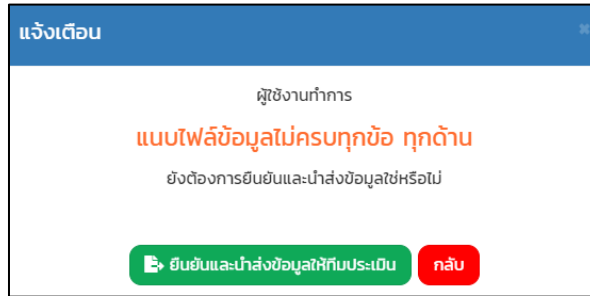 แจ้งเตือน
ผู้ใช้งานทำการ
แนบไฟล์ข้อมูลไม่ครบทุกข้อ ทุกด้าน
ยังต้องการยืนยันและนำส่งข้อมูลใช่หรือไม่
ยืนยันและนำส่งข้อมูลให้ทีมประเมิน กลับ